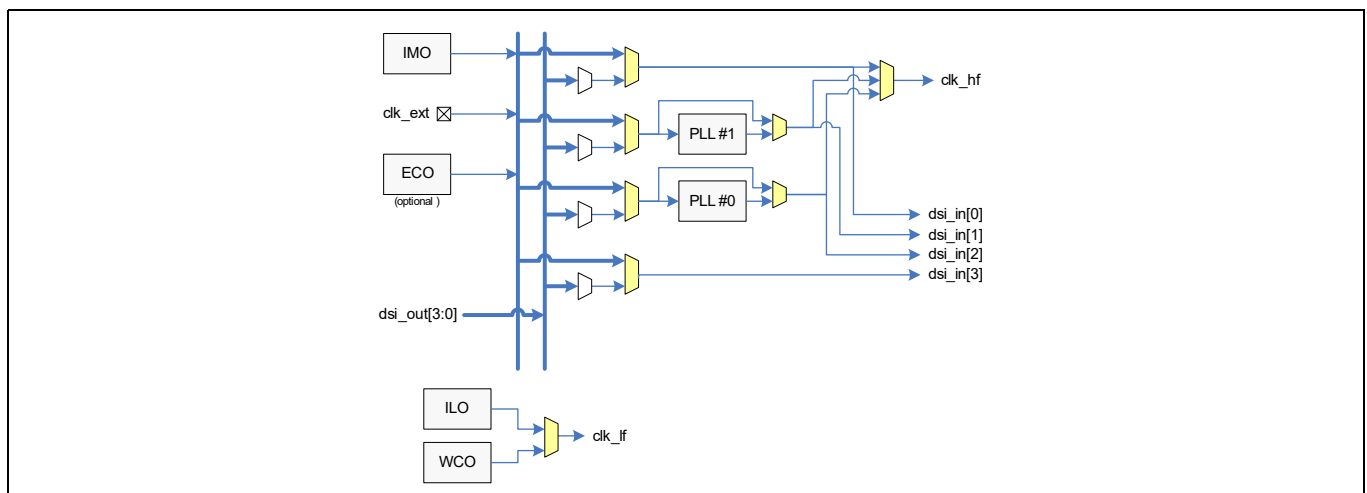 IMO
clk_hf
clk_ext
PLL #1
ECO
(optional )
PLL #0
dsi_in[0]
dsi_in[1]
dsi_in[2]
dsi_in[3]
dsi_out[3:0]
ILO
clk_lf
WCO